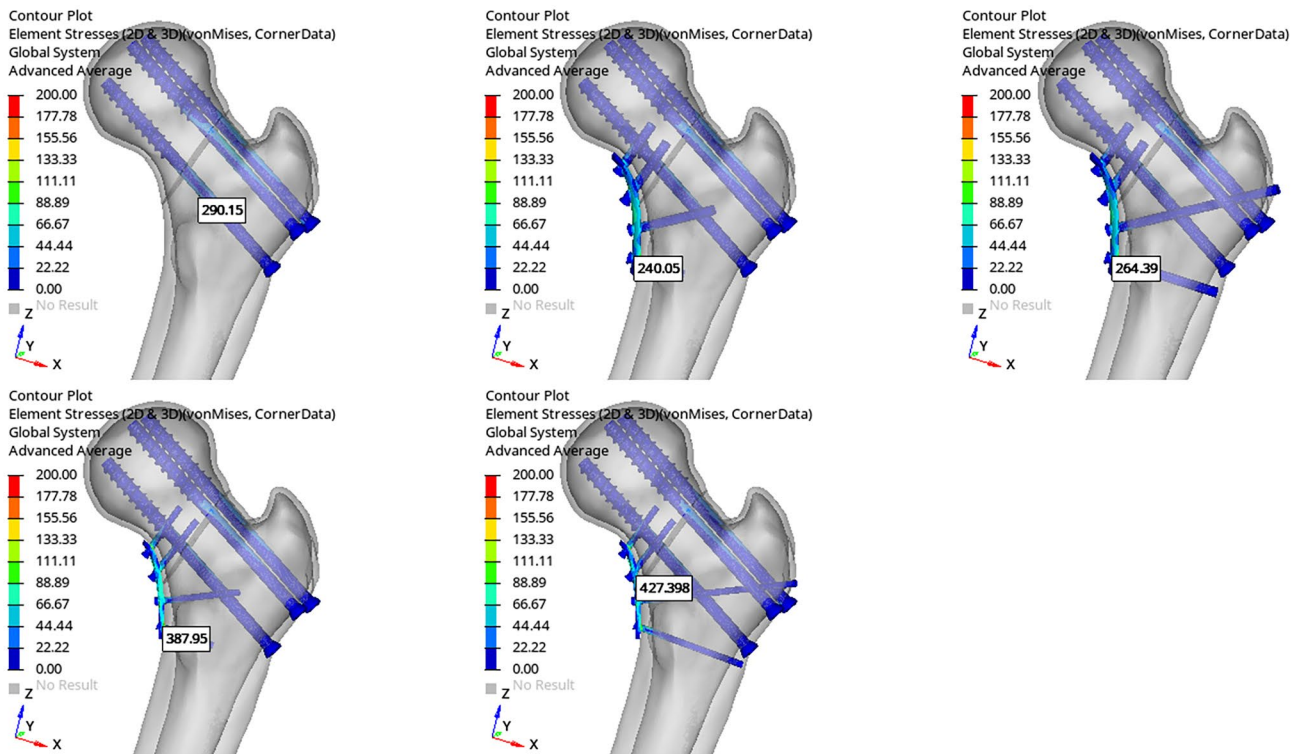 Contour Plot
Element Stresses (2D & 3D)(vonMises, CornerData)
Global System
Advanced Average
200.00
177.78
155.56
133.33
111.11
88.89
66.67
44.44
22.22
0.00
No Result
Z
Y
X
290.15
Contour Plot
Element Stresses (2D & 3D)(vonMises, CornerData)
Global System
Advanced Average
200.00
177.78
155.56
133.33
111.11
88.89
66.67
44.44
22.22
0.00
No Result
Z
Y
X
240.05
Contour Plot
Element Stresses (2D & 3D)(vonMises, CornerData)
Global System
Advanced Average
200.00
177.78
155.56
133.33
111.11
88.89
66.67
44.44
22.22
0.00
No Result
Z
Y
X
264.39
Contour Plot
Element Stresses (2D & 3D)(vonMises, CornerData)
Global System
Advanced Average
200.00
177.78
155.56
133.33
111.11
88.89
66.67
44.44
22.22
0.00
No Result
Z
Y
X
387.95
Contour Plot
Element Stresses (2D & 3D)(vonMises, CornerData)
Global System
Advanced Average
200.00
177.78
155.56
133.33
111.11
88.89
66.67
44.44
22.22
0.00
No Result
Z
Y
X
427.398